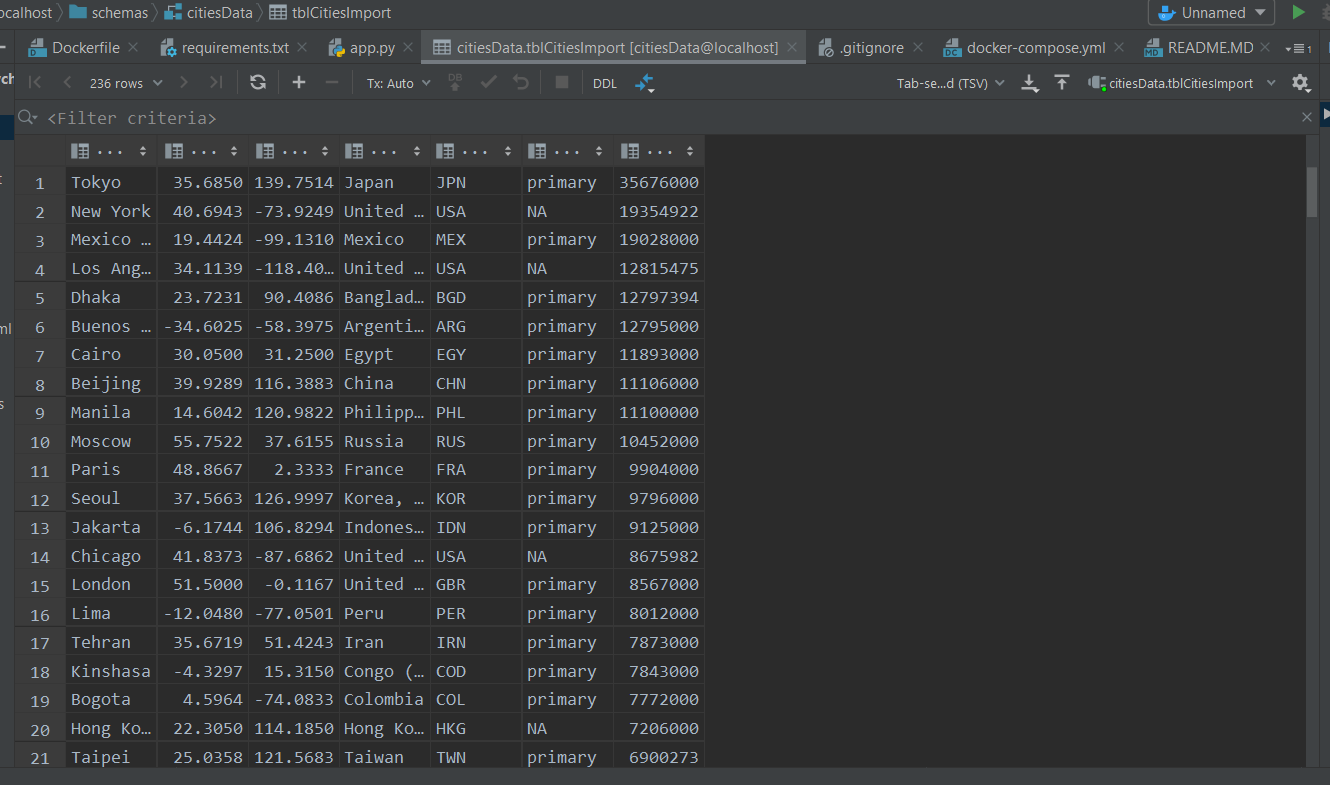 ocalhost schemas citiesData tblCitiesImport Unnamed
Dockerfile requirements.txt app.py citiesData.tblCitiesImport [citiesData@localhost] .gitignore docker-compose.yml README.MD 1
236 rows Tx: Auto DB DDL Tab-se...d (TSV) citiesData.tblCitiesImport
<Filter criteria>
... ... ... ... ... ... ...
1 Tokyo 35.6850 139.7514 Japan JPN primary 35676000
2 New York 40.6943 -73.9249 United … USA NA 19354922
3 Mexico … 19.4424 -99.1310 Mexico MEX primary 19028000
4 Los Ang… 34.1139 -118.40… United … USA NA 12815475
5 Dhaka 23.7231 90.4086 Banglad… BGD primary 12797394
6 Buenos … -34.6025 -58.3975 Argenti… ARG primary 12795000
7 Cairo 30.0500 31.2500 Egypt EGY primary 11893000
8 Beijing 39.9289 116.3883 China CHN primary 11106000
9 Manila 14.6042 120.9822 Philipp… PHL primary 11100000
10 Moscow 55.7522 37.6155 Russia RUS primary 10452000
11 Paris 48.8667 2.3333 France FRA primary 9904000
12 Seoul 37.5663 126.9997 Korea, … KOR primary 9796000
13 Jakarta -6.1744 106.8294 Indones… IDN primary 9125000
14 Chicago 41.8373 -87.6862 United … USA NA 8675982
15 London 51.5000 -0.1167 United … GBR primary 8567000
16 Lima -12.0480 -77.0501 Peru PER primary 8012000
17 Tehran 35.6719 51.4243 Iran IRN primary 7873000
18 Kinshasa -4.3297 15.3150 Congo (… COD primary 7843000
19 Bogota 4.5964 -74.0833 Colombia COL primary 7772000
20 Hong Ko… 22.3050 114.1850 Hong Ko… HKG NA 7206000
21 Taipei 25.0358 121.5683 Taiwan TWN primary 6900273